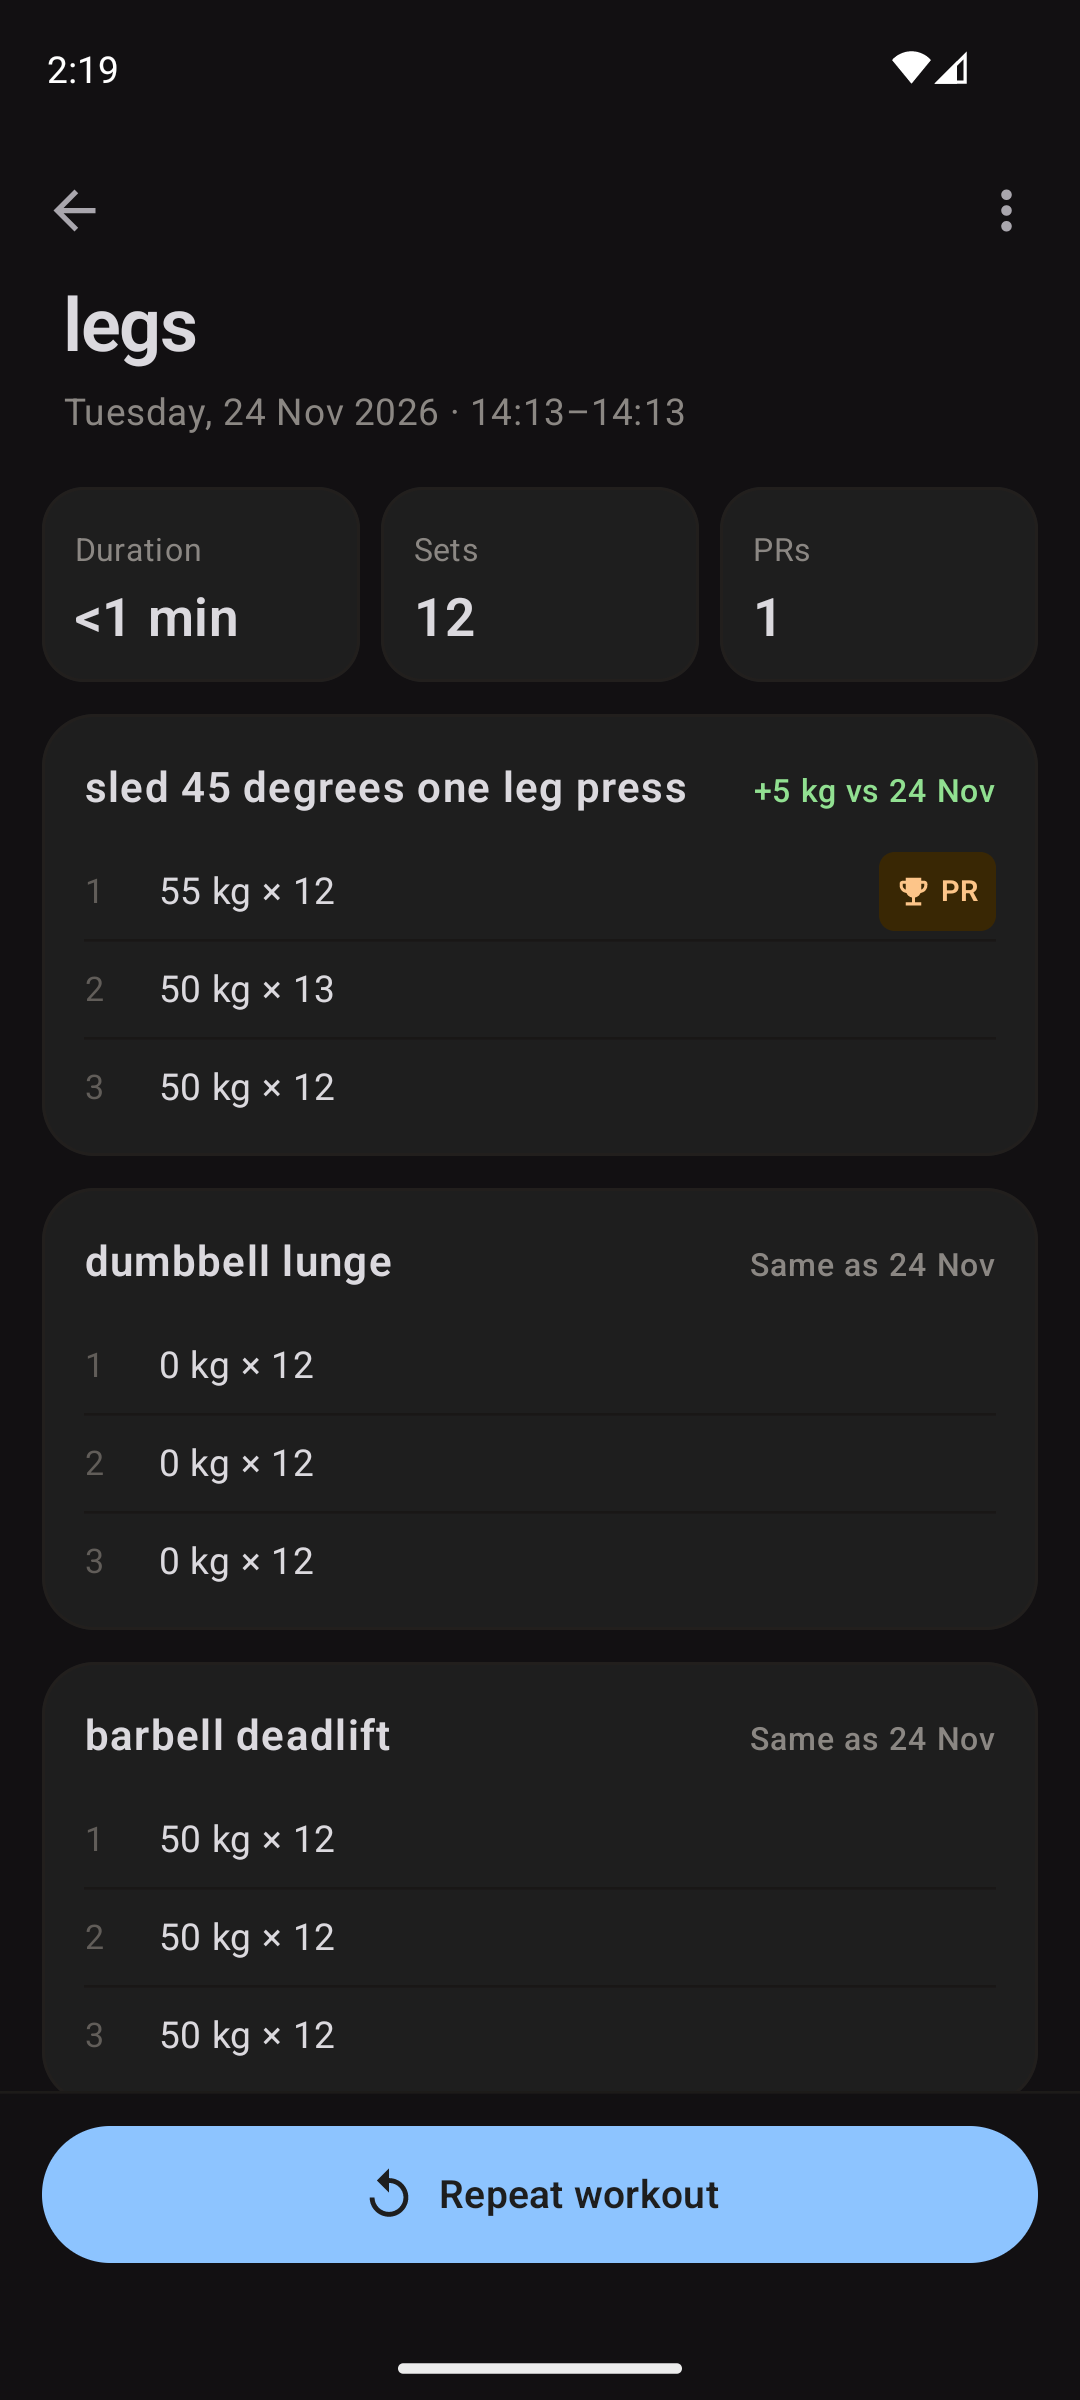 2:19
legs
Tuesday, 24 Nov 2026 · 14:13–14:13
Duration
<1 min
Sets
12
PRs
1
sled 45 degrees one leg press
+5 kg vs 24 Nov
1 55 kg × 12 PR
2 50 kg × 13
3 50 kg × 12
dumbbell lunge
Same as 24 Nov
1 0 kg × 12
2 0 kg × 12
3 0 kg × 12
barbell deadlift
Same as 24 Nov
1 50 kg × 12
2 50 kg × 12
3 50 kg × 12
Repeat workout